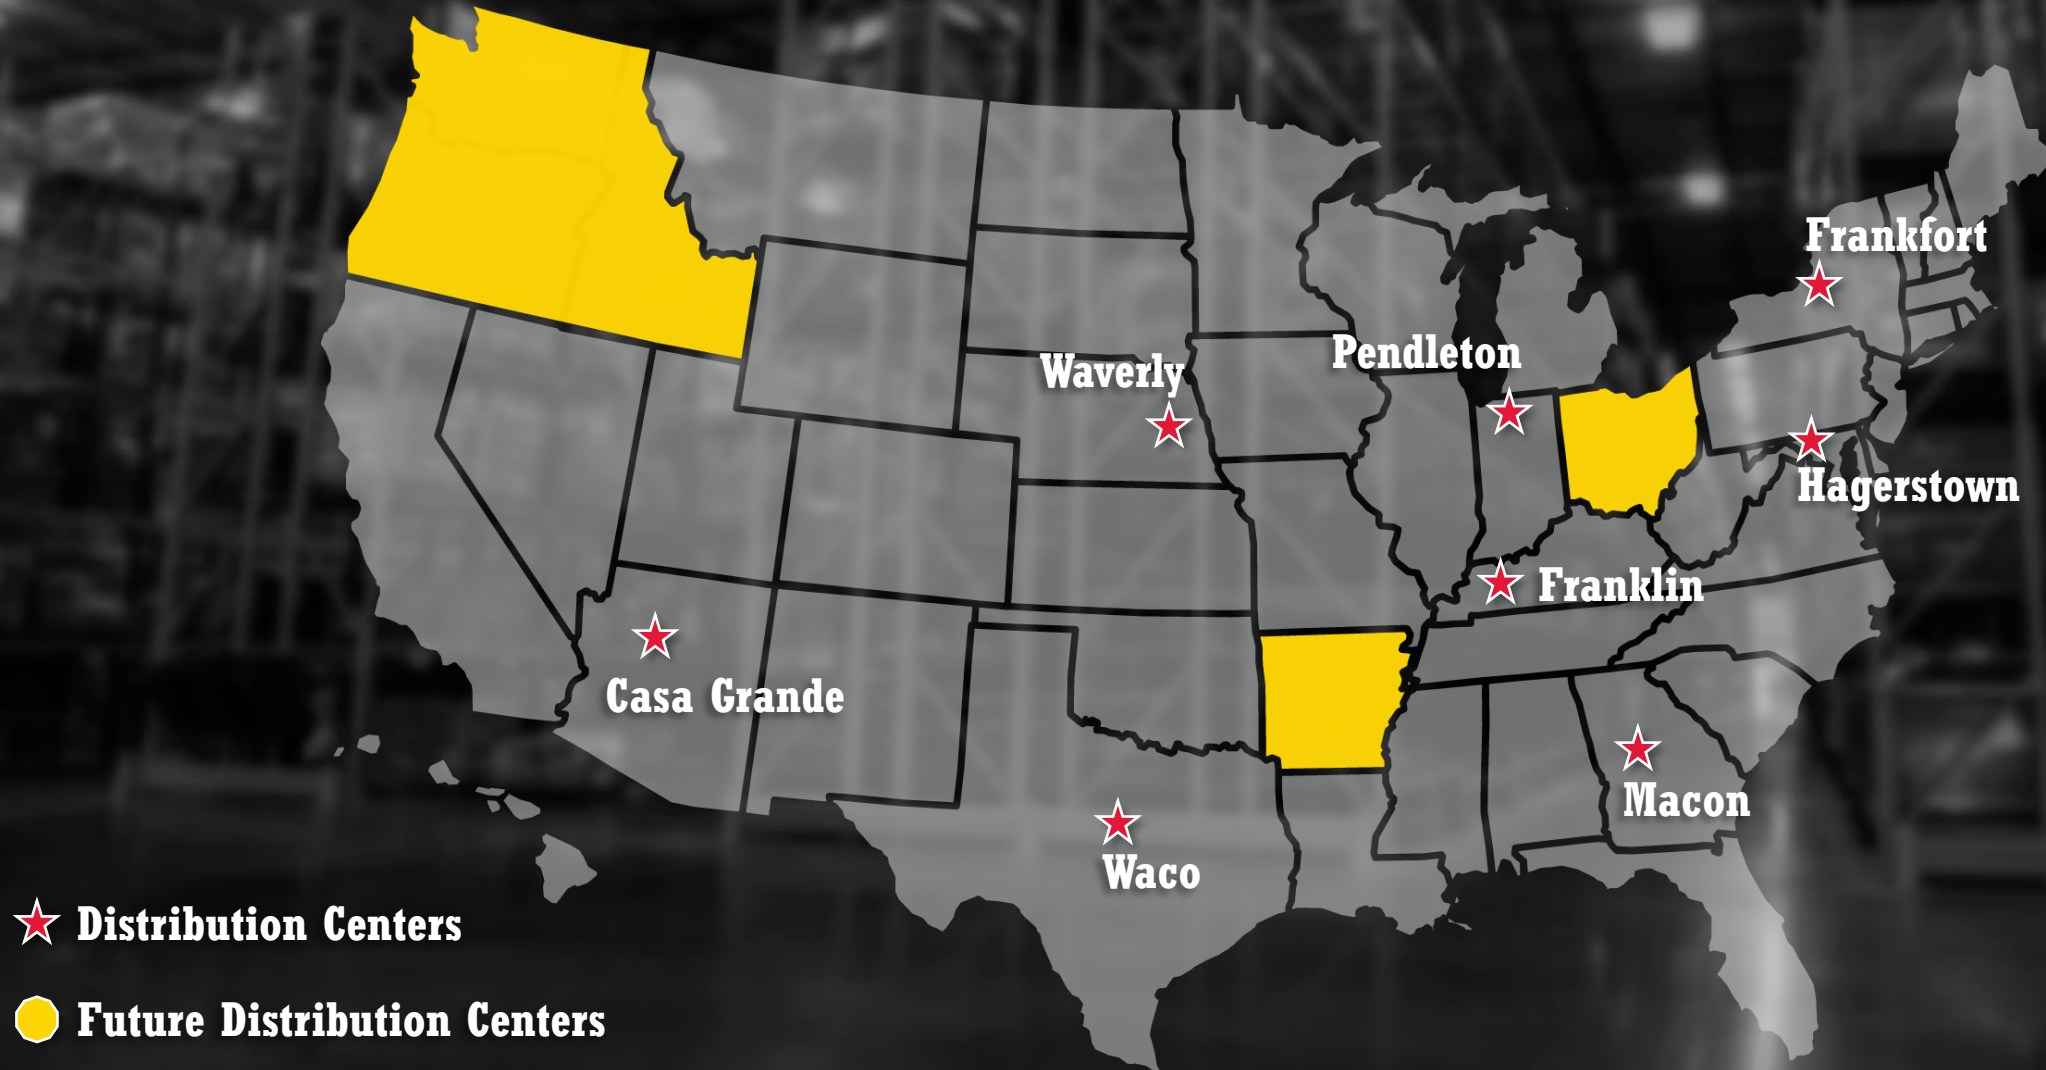 Frankfort
Pendleton
Waverly
Hagerstown
Franklin
Casa Grande
Macon
Waco
Distribution Centers
Future Distribution Centers